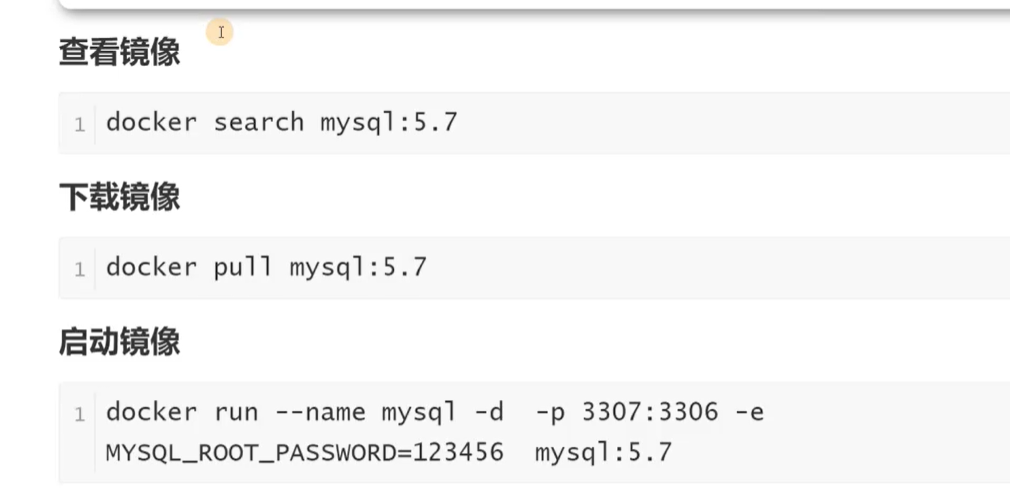 查看镜像
1 docker search mysql:5.7
下载镜像
1 docker pull mysql:5.7
启动镜像
1 docker run --name mysql -d  -p 3307:3306 -e
MYSQL_ROOT_PASSWORD=123456  mysql:5.7